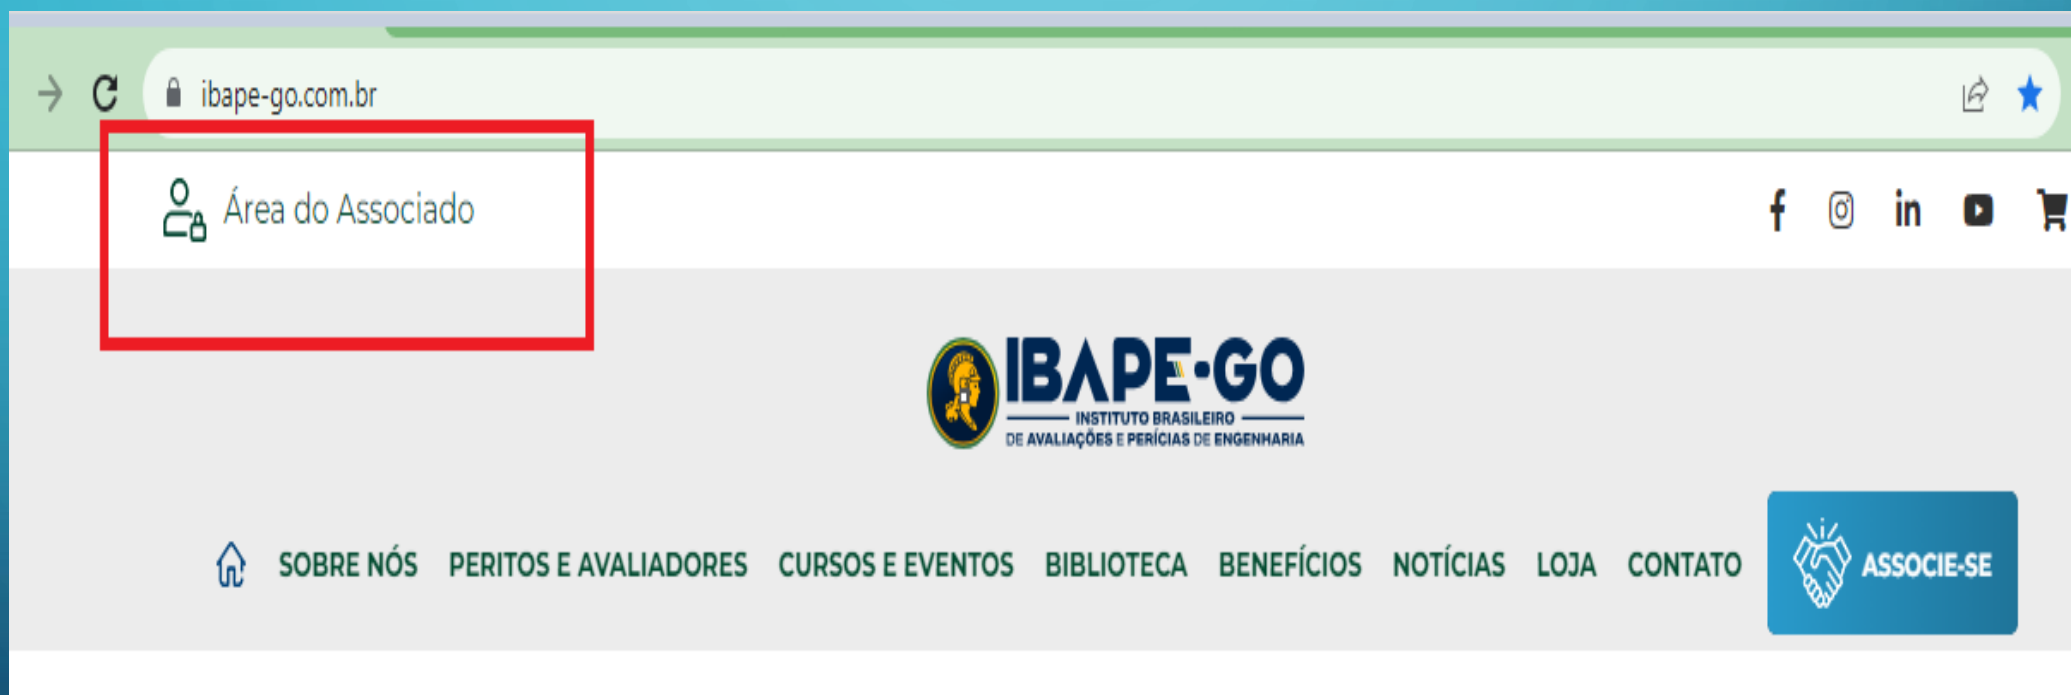 ibape-go.com.br
Área do Associado
IBAPE-GO
INSTITUTO BRASILEIRO
DE AVALIAÇÕES E PERÍCIAS DE ENGENHARIA
SOBRE NÓS PERITOS E AVALIADORES CURSOS E EVENTOS BIBLIOTECA BENEFÍCIOS NOTÍCIAS LOJA CONTATO ASSOCIE-SE